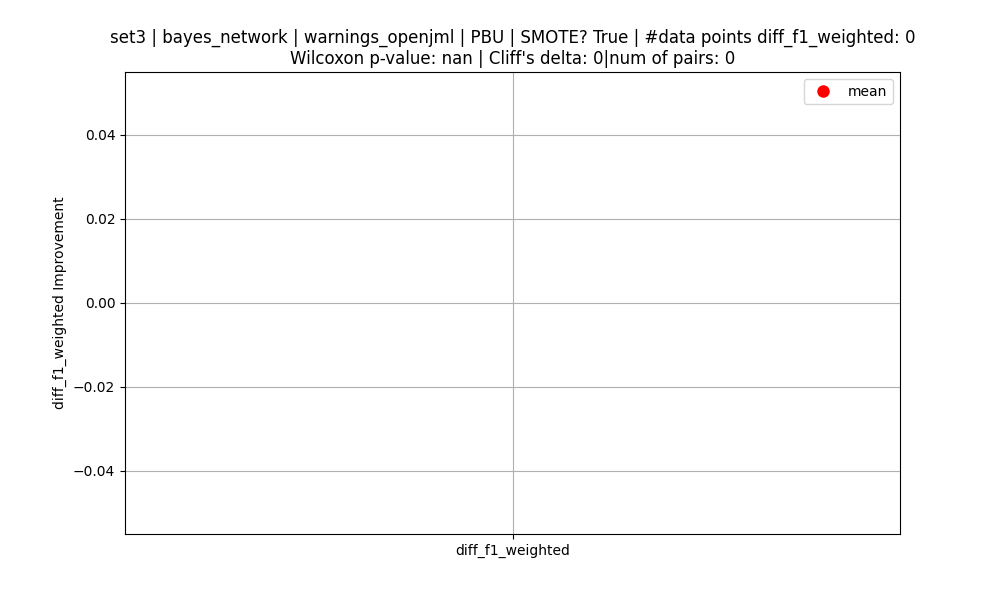 set3 | bayes_network | warnings_openjml | PBU | SMOTE? True | #data points diff_f1_weighted: 0
Wilcoxon p-value: nan | Cliff's delta: 0|num of pairs: 0
mean
0.04
0.02
0.00
−0.02
−0.04
diff_f1_weighted Improvement
diff_f1_weighted